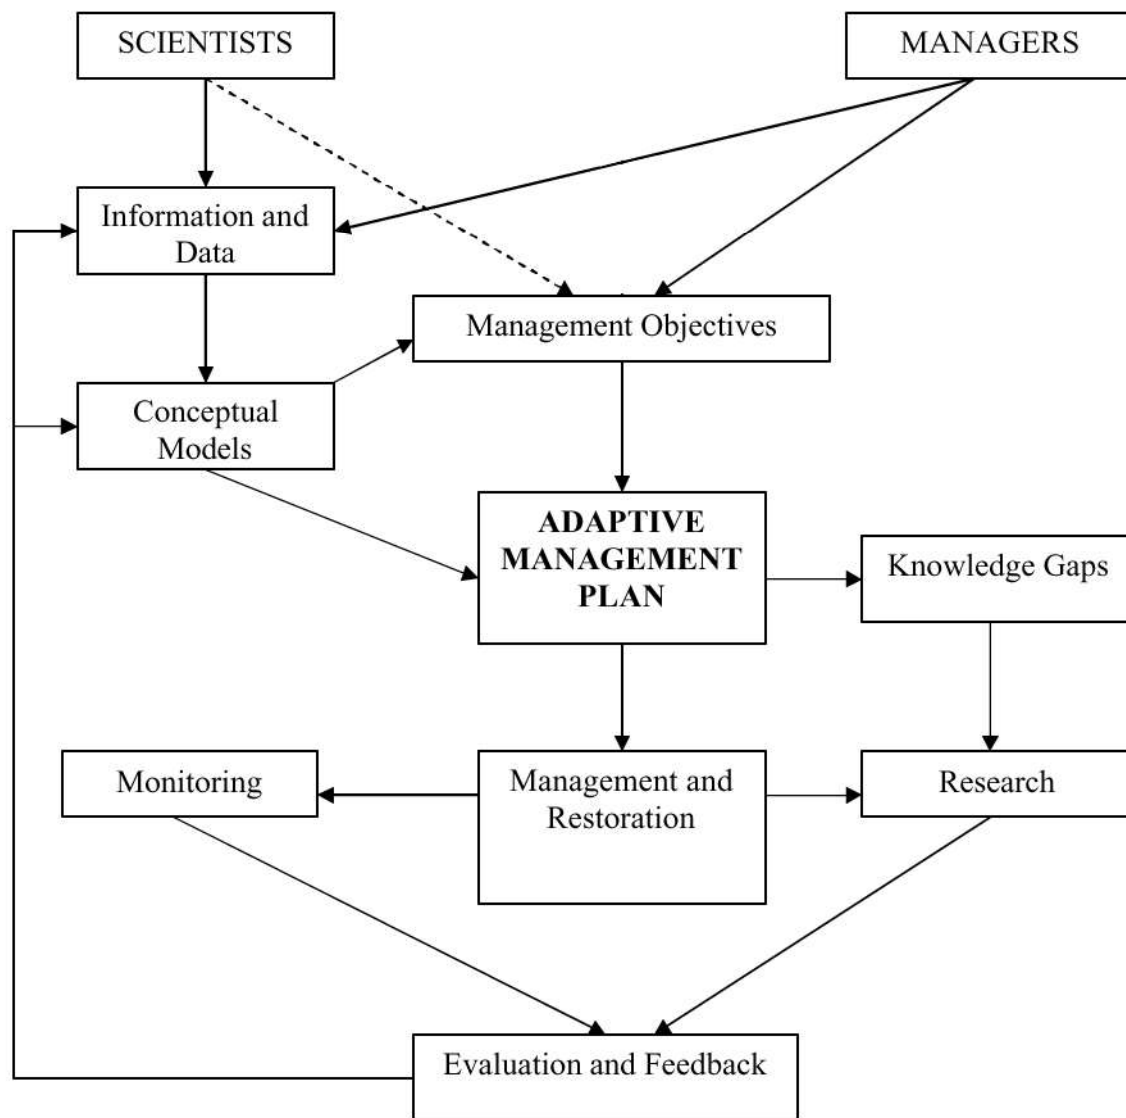 SCIENTISTS
MANAGERS
Information and
Data
Management Objectives
Conceptual
Models
ADAPTIVE
MANAGEMENT
PLAN
Knowledge Gaps
Monitoring
Management and
Restoration
Research
Evaluation and Feedback